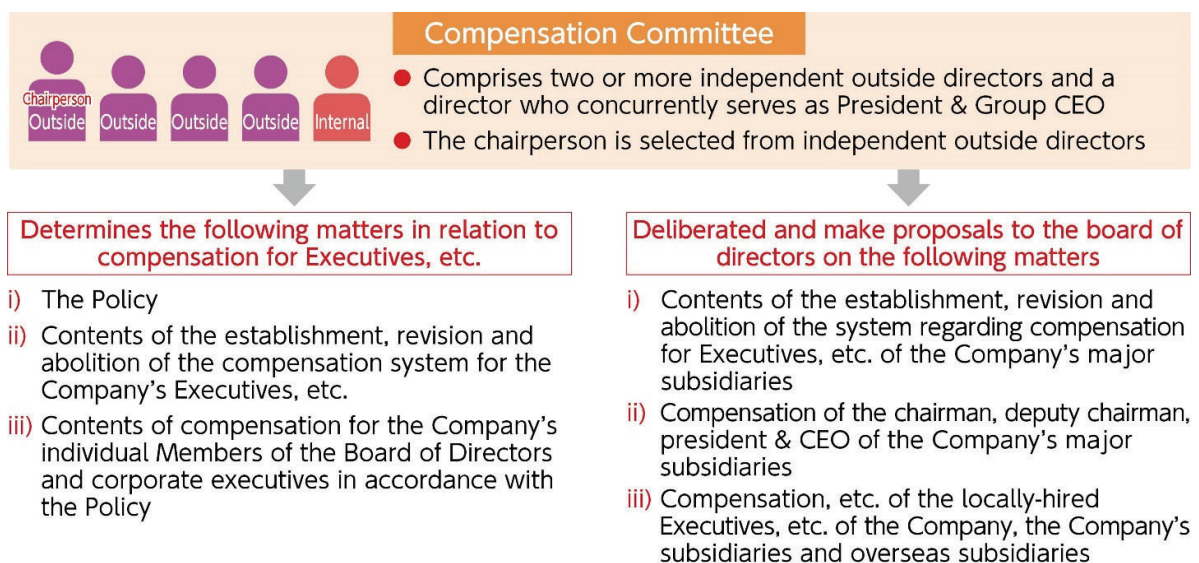 Compensation Committee
Chairperson
Outside
Outside
Outside
Outside
Internal
● Comprises two or more independent outside directors and a
director who concurrently serves as President & Group CEO
● The chairperson is selected from independent outside directors
Determines the following matters in relation to
compensation for Executives, etc.
i) The Policy
ii) Contents of the establishment, revision and
abolition of the compensation system for the
Company's Executives, etc.
iii) Contents of compensation for the Company's
individual Members of the Board of Directors
and corporate executives in accordance with
the Policy
Deliberated and make proposals to the board of
directors on the following matters
i) Contents of the establishment, revision and
abolition of the system regarding compensation
for Executives, etc. of the Company's major
subsidiaries
ii) Compensation of the chairman, deputy chairman,
president & CEO of the Company's major
subsidiaries
iii) Compensation, etc. of the locally-hired
Executives, etc. of the Company, the Company's
subsidiaries and overseas subsidiaries